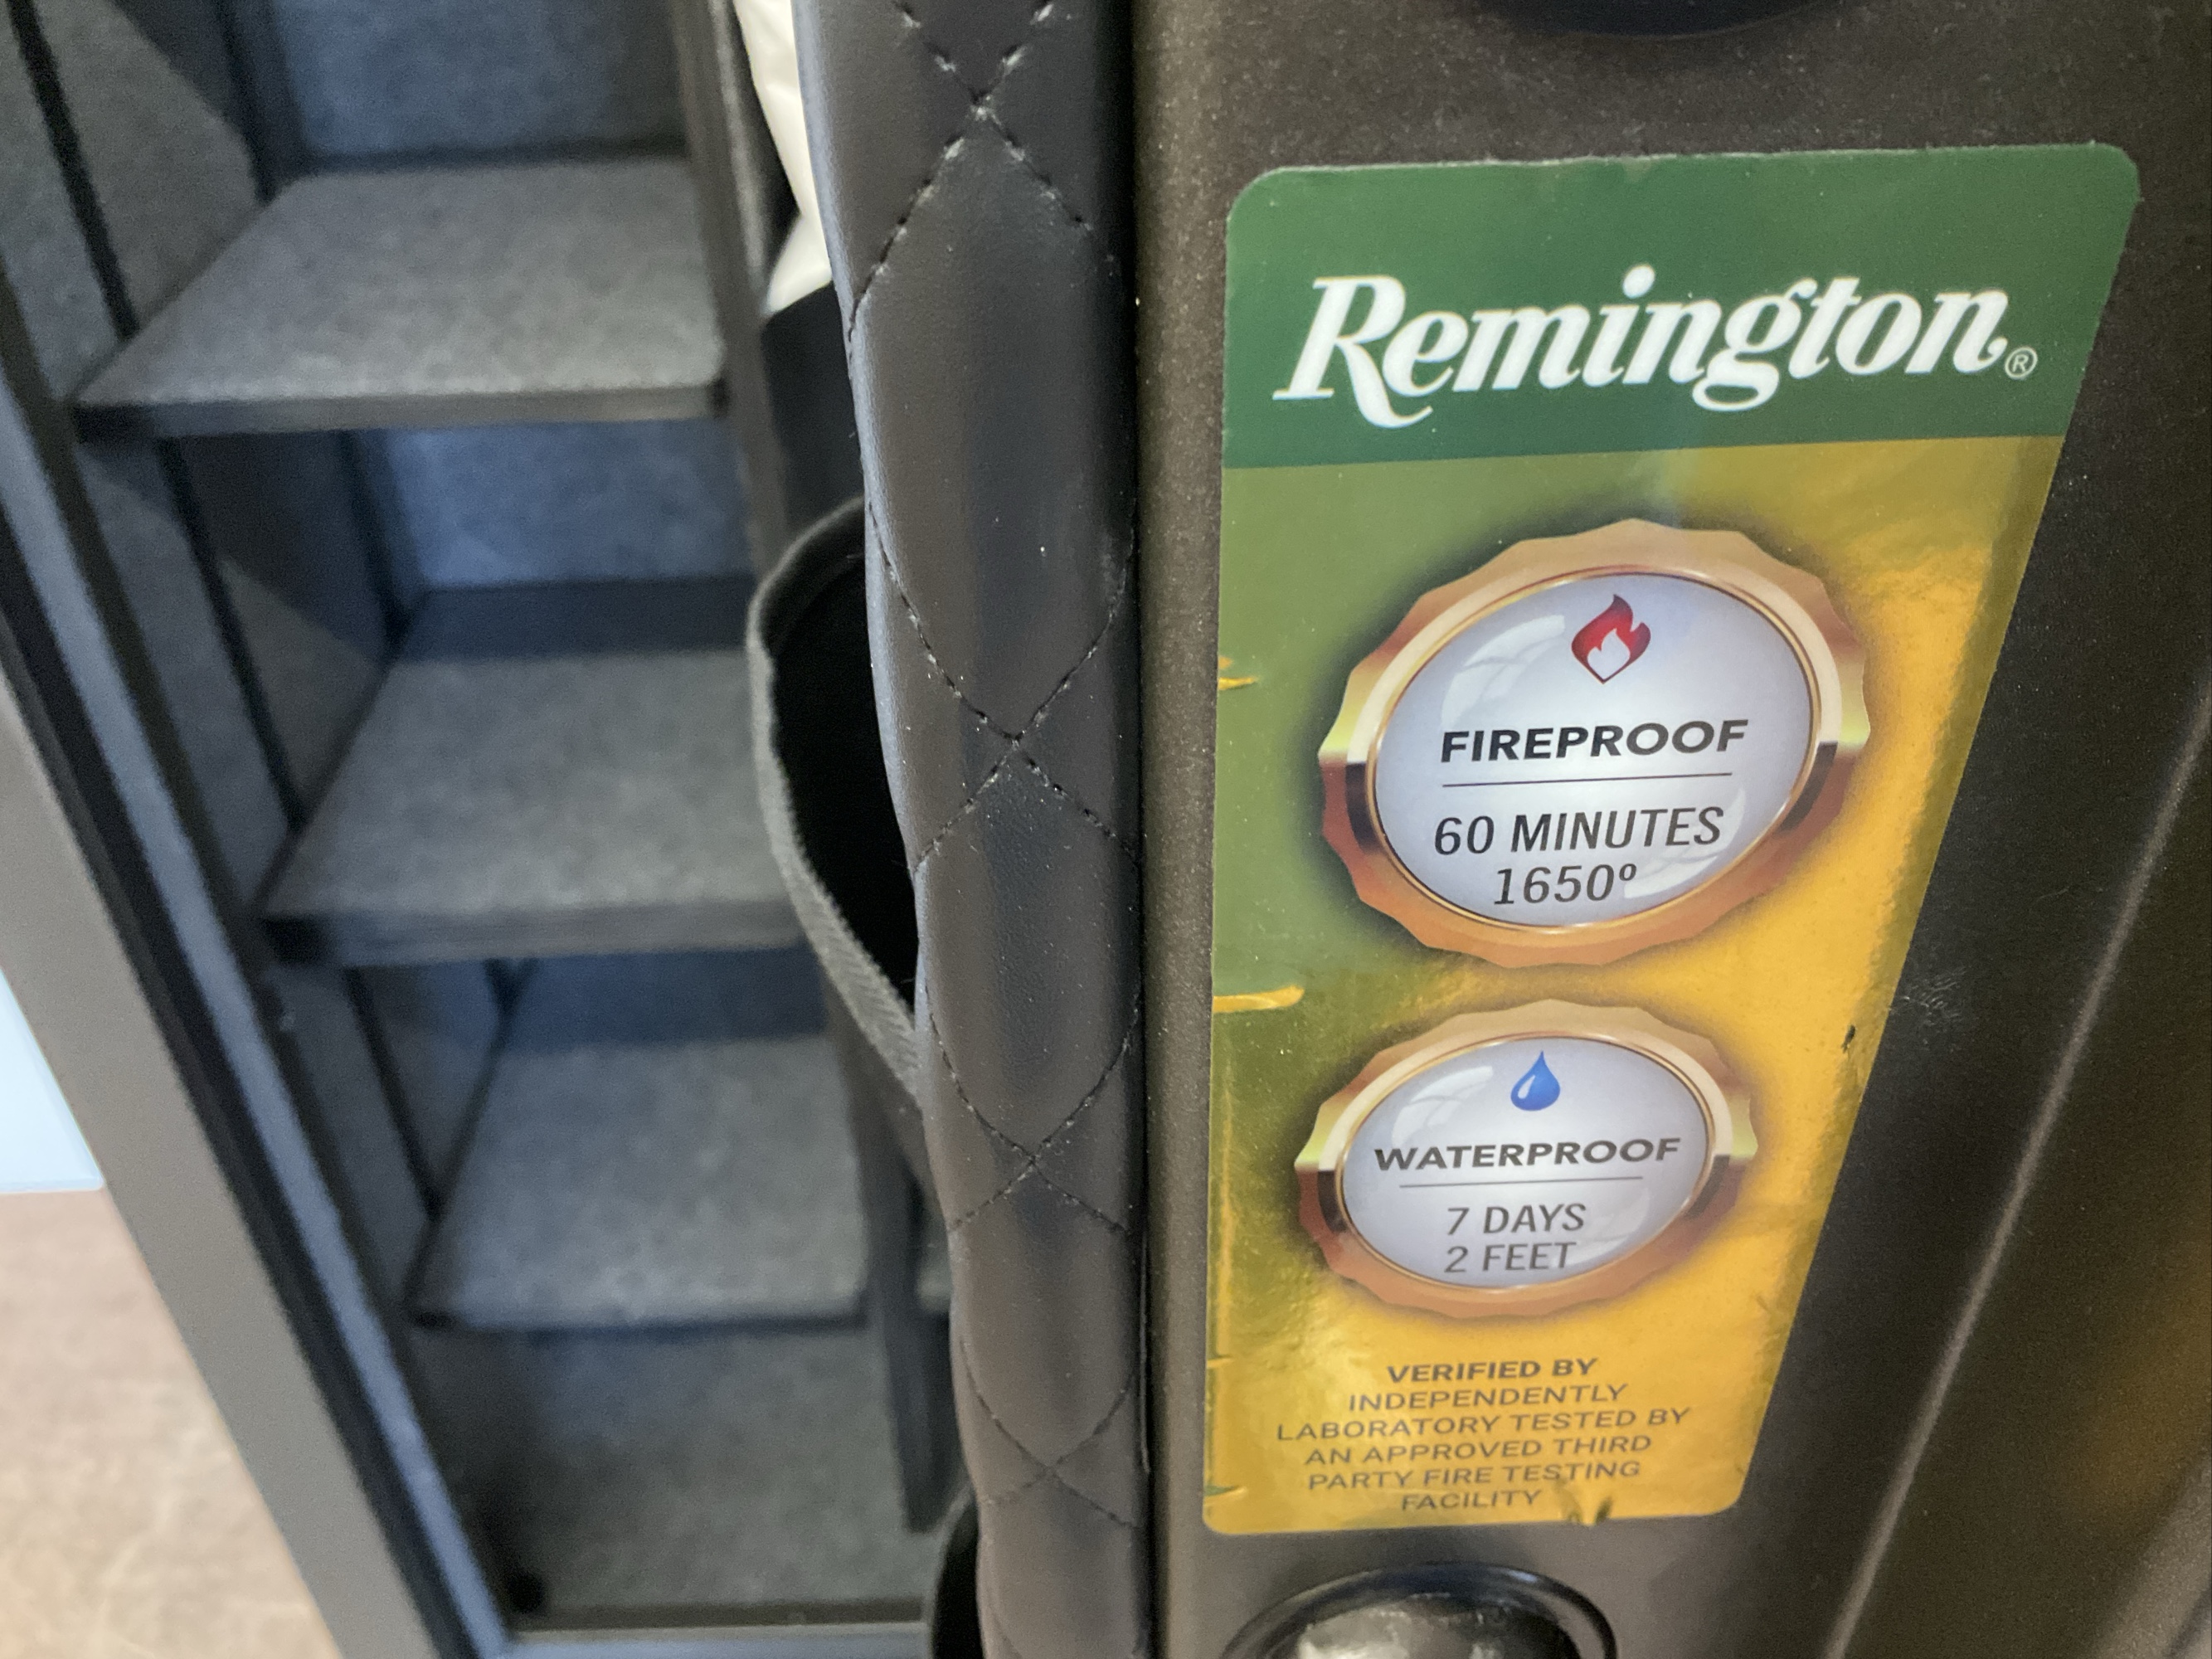 Remington®
FIREPROOF
60 MINUTES
1650º
WATERPROOF
7 DAYS
2 FEET
VERIFIED BY
INDEPENDENTLY
LABORATORY TESTED BY
AN APPROVED THIRD
PARTY FIRE TESTING
FACILITY